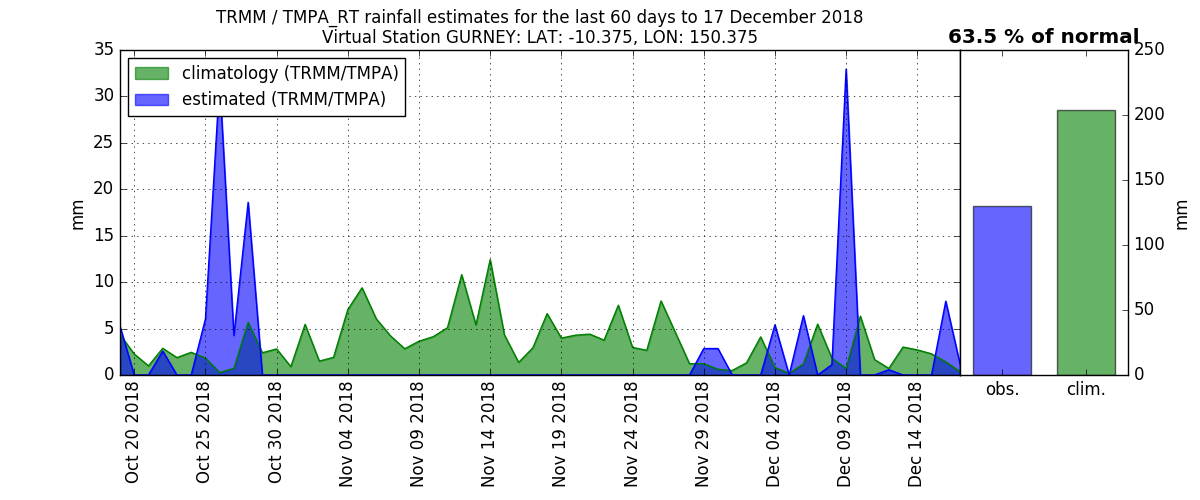 TRMM / TMPA_RT rainfall estimates for the last 60 days to 17 December 2018
Virtual Station GURNEY: LAT: -10.375, LON: 150.375
63.5 % of normal
climatology (TRMM/TMPA)
estimated (TRMM/TMPA)
35
30
25
20
15
10
5
0
mm
Oct 20 2018
Oct 25 2018
Oct 30 2018
Nov 04 2018
Nov 09 2018
Nov 14 2018
Nov 19 2018
Nov 24 2018
Nov 29 2018
Dec 04 2018
Dec 09 2018
Dec 14 2018
250
200
150
100
50
0
mm
obs.
clim.